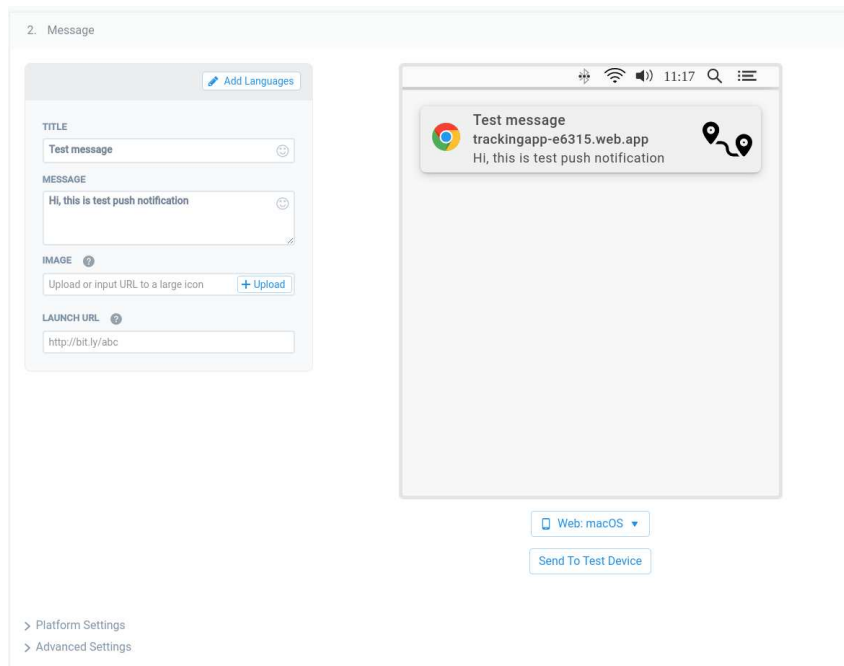 2. Message
Add Languages
TITLE
Test message
MESSAGE
Hi, this is test push notification
IMAGE ?
Upload or input URL to a large icon + Upload
LAUNCH URL ?
http://bit.ly/abc
11:17
Test message
trackingapp-e6315.web.app
Hi, this is test push notification
Web: macOS
Send To Test Device
Platform Settings
Advanced Settings